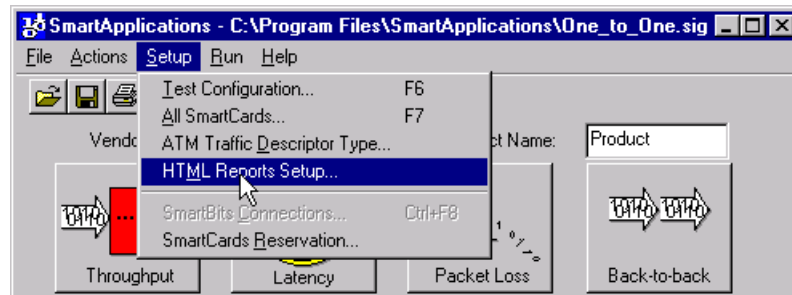 SmartApplications - C:\Program Files\SmartApplications\One_to_One.sig
File Actions Setup Run Help
Test Configuration... F6
All SmartCards... F7
ATM Traffic Descriptor Type...
HTML Reports Setup...
SmartBits Connections... Ctrl+F8
SmartCards Reservation...
Name:
Product
Throughput
Latency
Packet Loss
Back-to-back